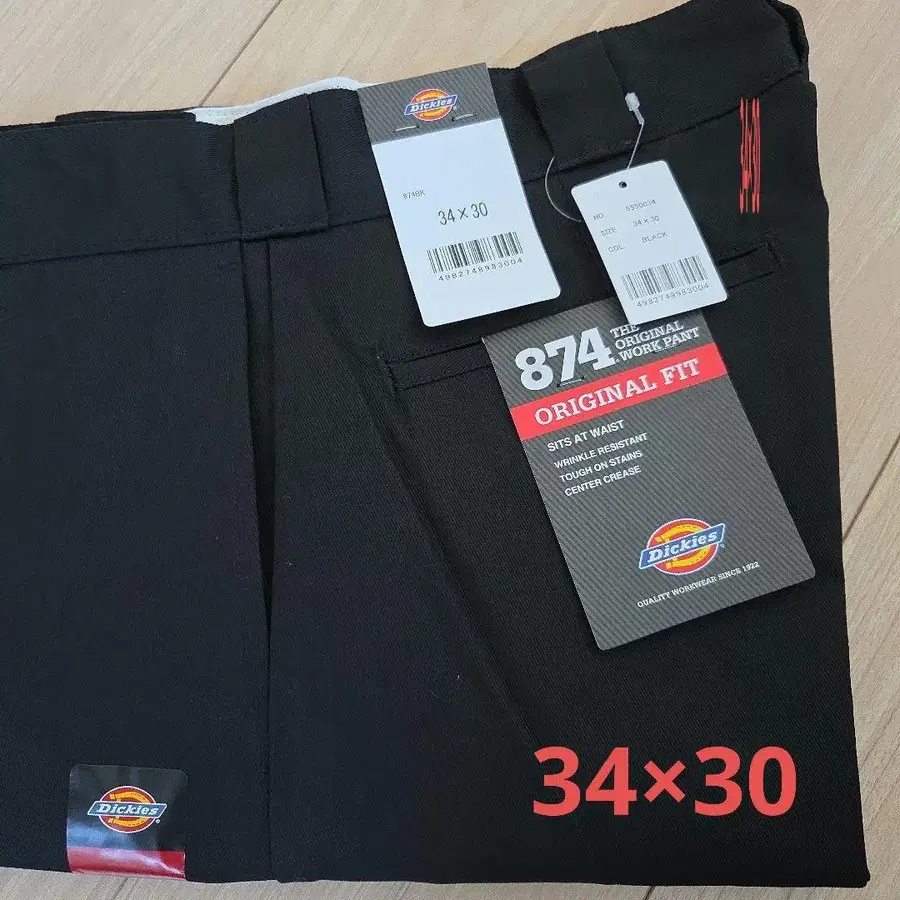 Dickies
874BK
34×30
4982748983004
NO 5590034
SIZE 34×30
COL. BLACK
4982748983004
874 THE
ORIGINAL
WORK PANT
ORIGINAL FIT
SITS AT WAIST
WRINKLE RESISTANT
TOUGH ON STAINS
CENTER CREASE
Dickies
QUALITY WORKWEAR SINCE 1922
34×30
Dickies